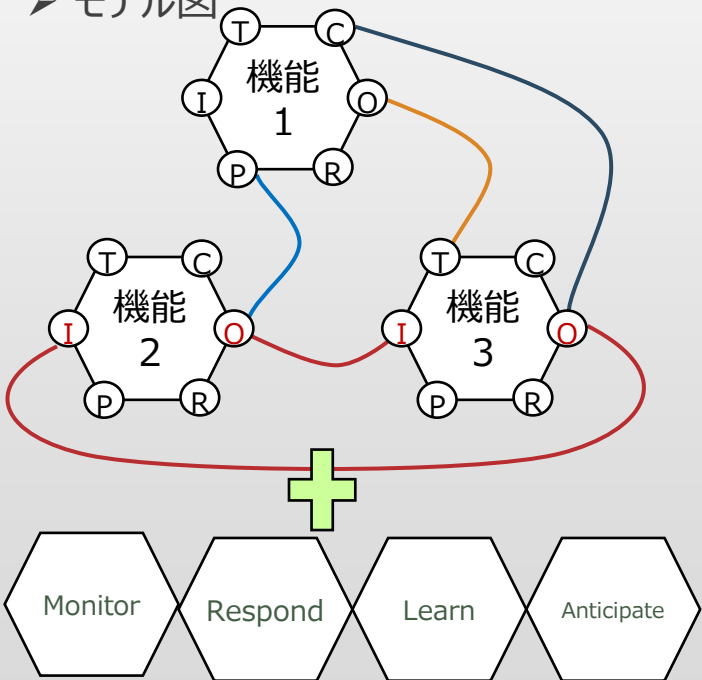 ➤ モデル図
T C
機能
I O
1
P R
T C
機能
I O
2
P R
T C
機能
I O
3
P R
Monitor
Respond
Learn
Anticipate